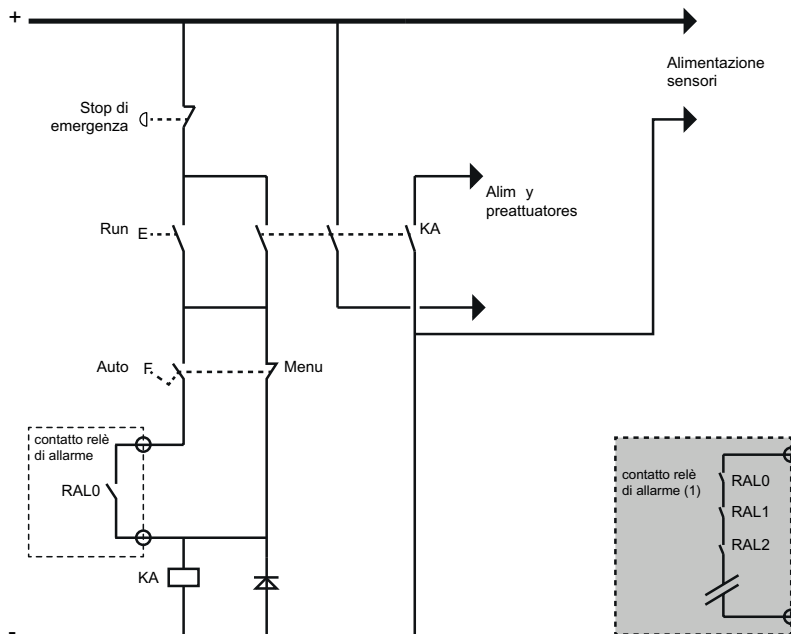 +
Alimentazione
sensori
Stop di
emergenza
Alim y
preattuatores
Run E
KA
Auto F
Menu
contatto relè
di allarme
RAL0
KA
contatto relè
di allarme (1)
RAL0
RAL1
RAL2
-